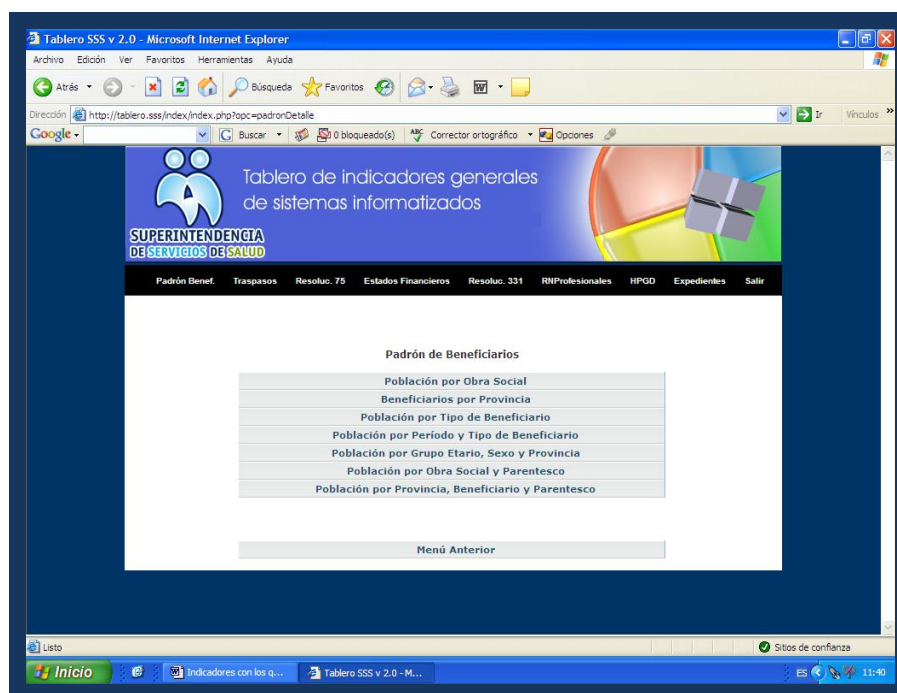 Tablero SSS v 2.0 - Microsoft Internet Explorer
Archivo Edición Ver Favoritos Herramientas Ayuda
Atrás Búsqueda Favoritos
Dirección http://tablero.sss/index/index.php?opc=padronDetalle Ir Vínculos »
Google Buscar 0 bloqueado(s) ABC Corrector ortográfico Opciones
Tablero de indicadores generales
de sistemas informatizados
SUPERINTENDENCIA
DE SERVICIOS DE SALUD
Padrón Benef. Traspasos Resoluc. 75 Estados Financieros Resoluc. 331 RNProfesionales HPGD Expedientes Salir
Padrón de Beneficiarios
Población por Obra Social
Beneficiarios por Provincia
Población por Tipo de Beneficiario
Población por Período y Tipo de Beneficiario
Población por Grupo Etario, Sexo y Provincia
Población por Obra Social y Parentesco
Población por Provincia, Beneficiario y Parentesco
Menú Anterior
Listo Sitios de confianza
Inicio Indicadores con los q... Tablero SSS v 2.0 - M... ES 11:40